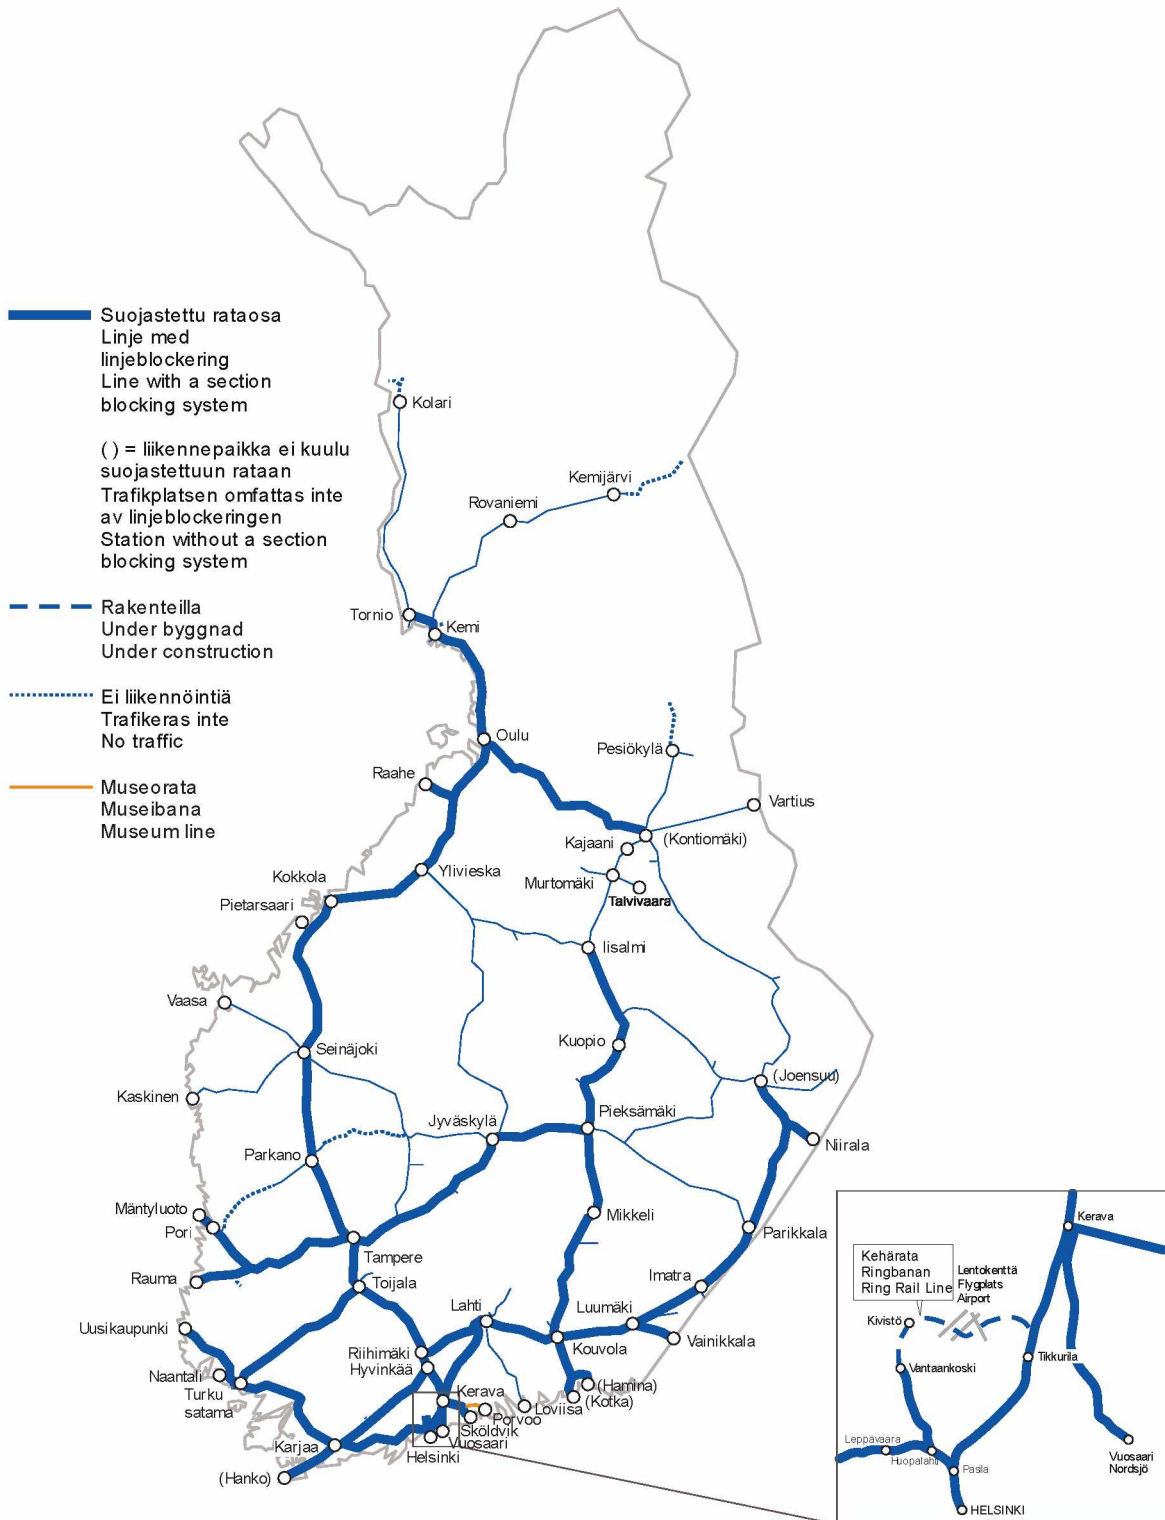 Suojastettu rataosa
Linje med
linjeblockering
Line with a section
blocking system
( ) = liikennepaikka ei kuulu
suojastettuun rataan
Trafikplatsen omfattas inte
av linjeblockeringen
Station without a section
blocking system
Rakenteilla
Under byggnad
Under construction
Ei liikennöintiä
Trafikeras inte
No traffic
Museorata
Museibana
Museum line
Kolari
Kemijärvi
Rovaniemi
Tornio
Kemi
Oulu
Pesiökylä
Raahe
Vartius
(Kontiomäki)
Kajaani
Ylivieska
Murtomäki
Talvivaara
Kokkola
Pietarsaari
Iisalmi
Vaasa
Seinäjoki
Kuopio
(Joensuu)
Kaskinen
Jyväskylä
Pieksämäki
Niirala
Parkano
Mäntyluoto
Pori
Mikkeli
Parikkala
Tampere
Rauma
Toijala
Imatra
Lahti
Luumäki
Uusikaupunki
Vainikkala
Kouvola
Riihimäki
Hyvinkää
Naantali
Turku
satama
Kerava
(Hamina)
(Kotka)
Loviisa
Porvoo
Sköldvik
Vuosaari
Helsinki
Karjaa
(Hanko)
Kerava
Kehärata
Ringbanan
Ring Rail Line
Lentokenttä
Flygplats
Airport
Kivistö
Tikkurila
Vantaankoski
Leppävaara
Huopalahti
Pasila
Vuosaari
Nordsjö
HELSINKI